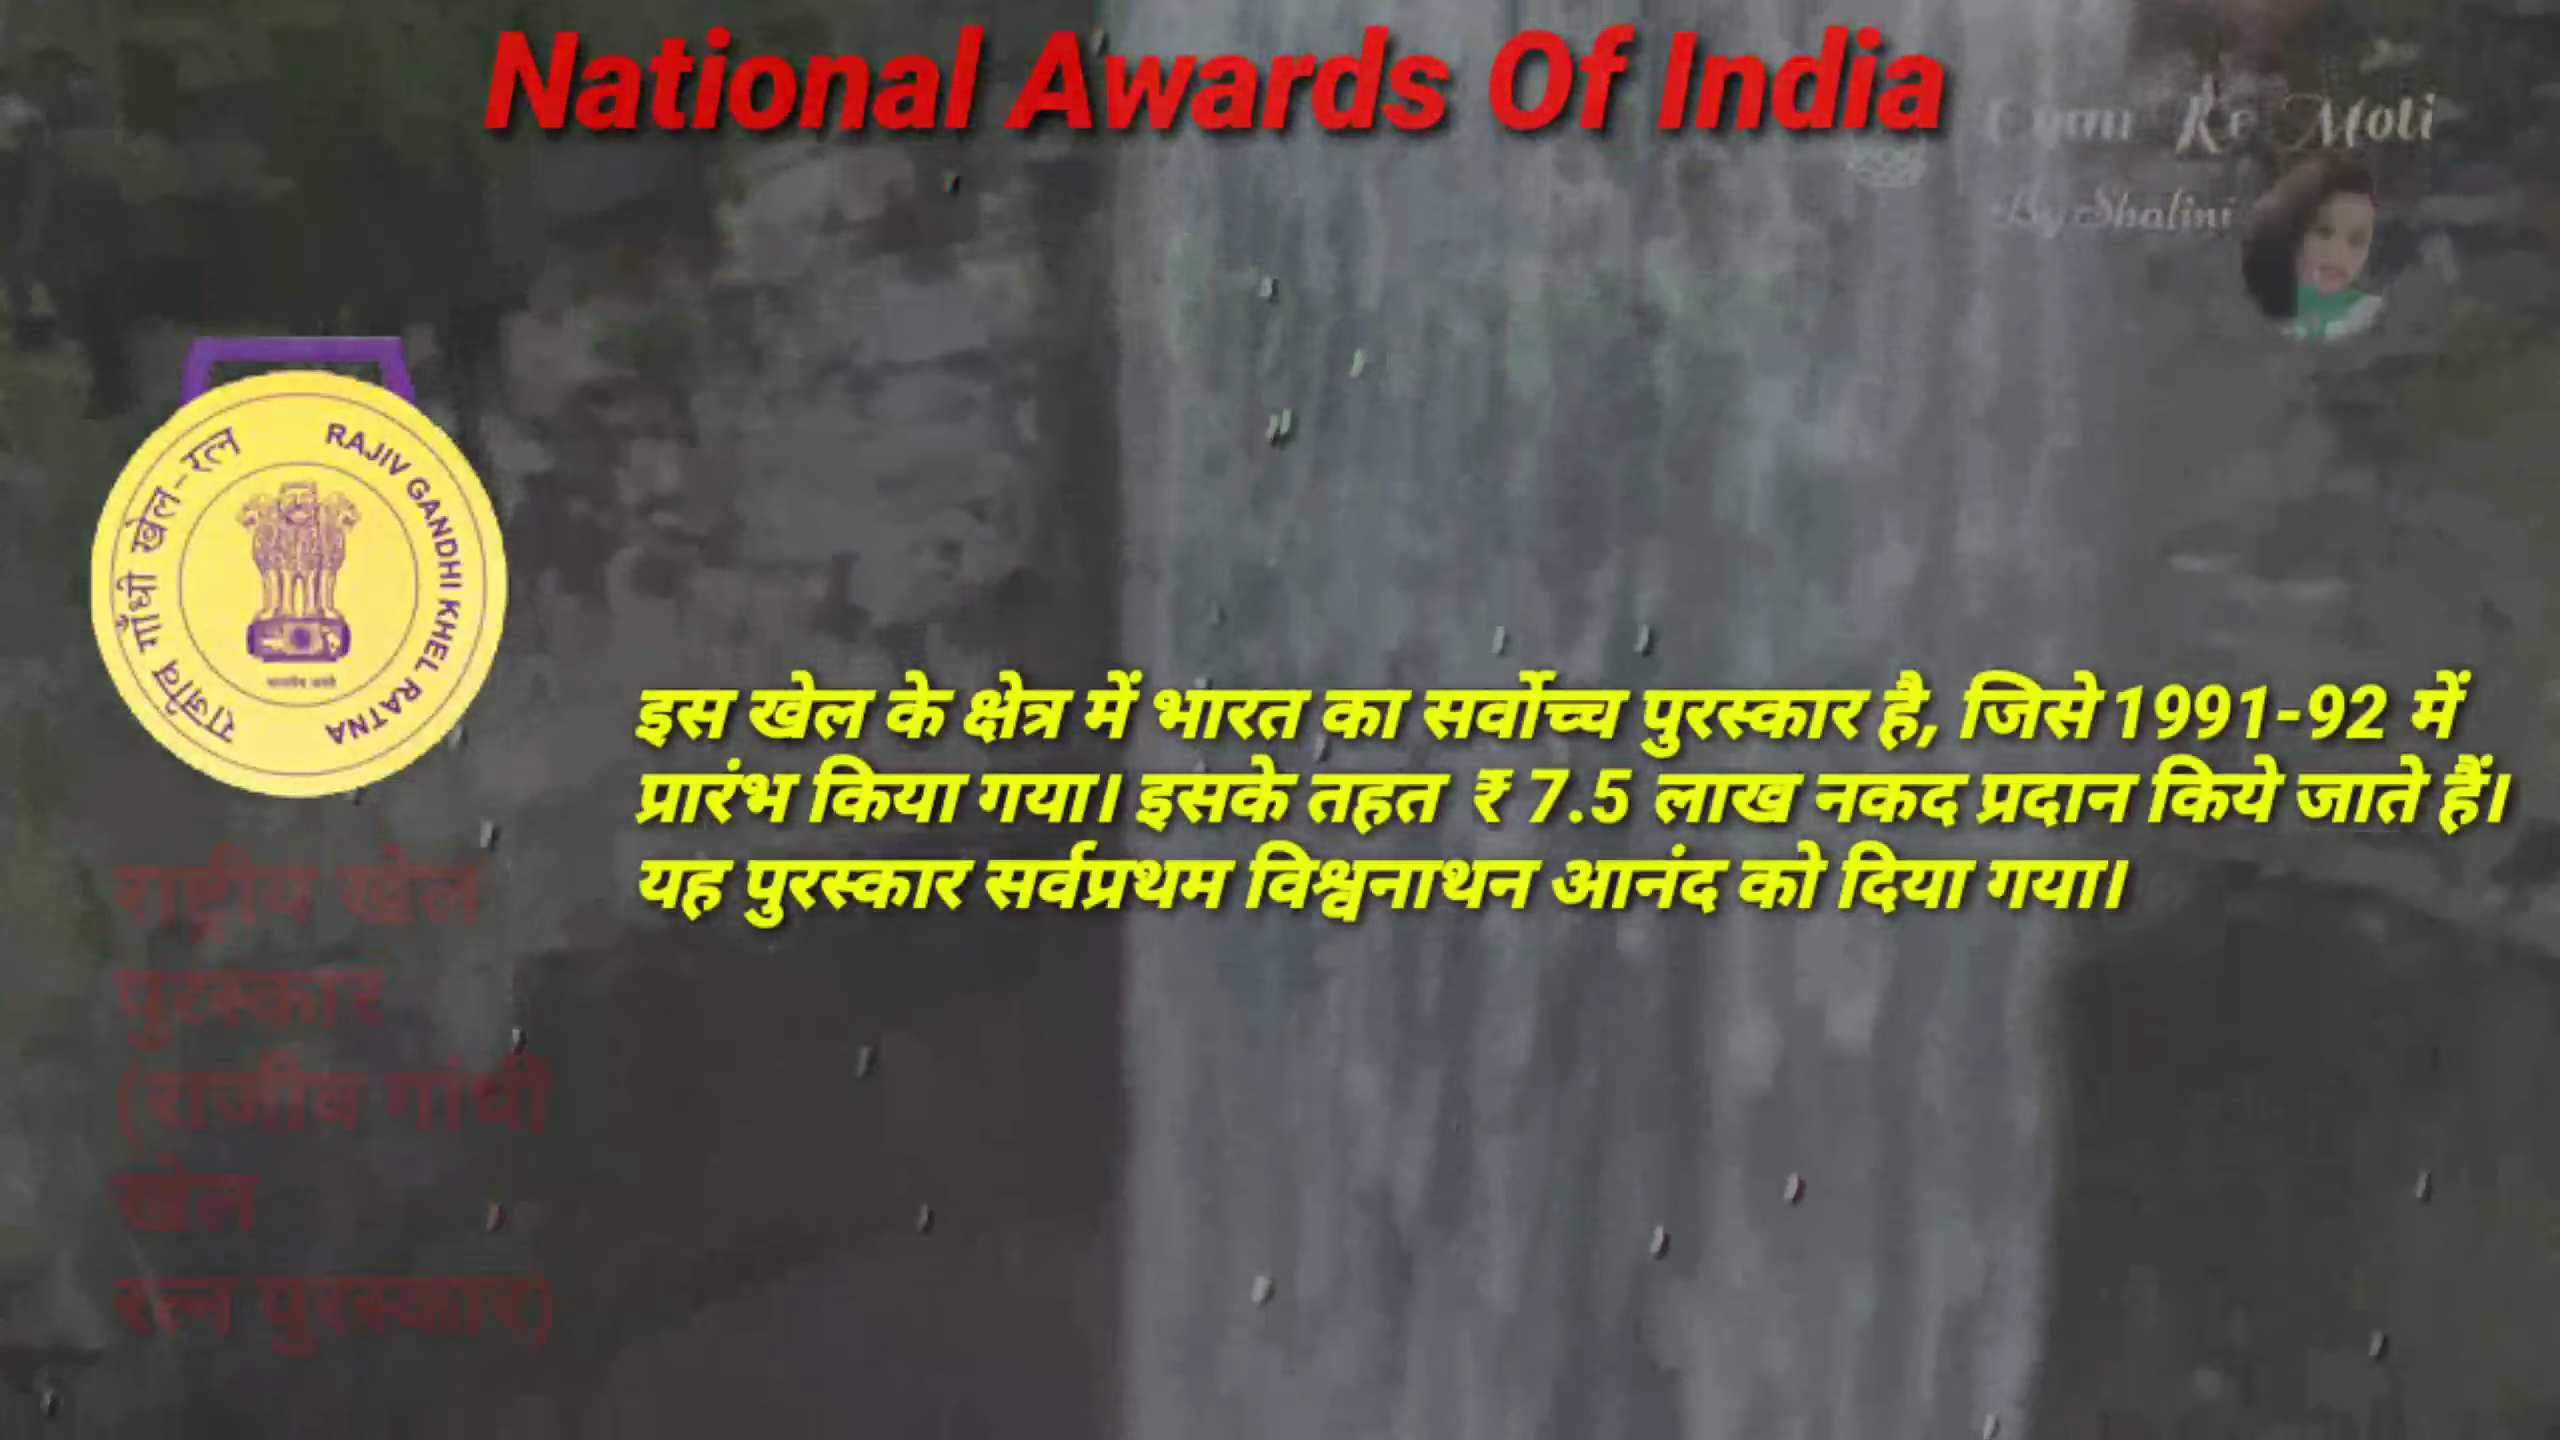 National Awards Of India
Ke Moti
By Shalini
राजीव गाँधी खेल-रत्न
RAJIV GANDHI KHEL RATNA
इस खेल के क्षेत्र में भारत का सर्वोच्च पुरस्कार है, जिसे 1991-92 में
प्रारंभ किया गया। इसके तहत ₹ 7.5 लाख नकद प्रदान किये जाते हैं।
यह पुरस्कार सर्वप्रथम विश्वनाथन आनंद को दिया गया।
राष्ट्रीय खेल
पुरस्कार
(राजीव गांधी
खेल
रत्न पुरस्कार)